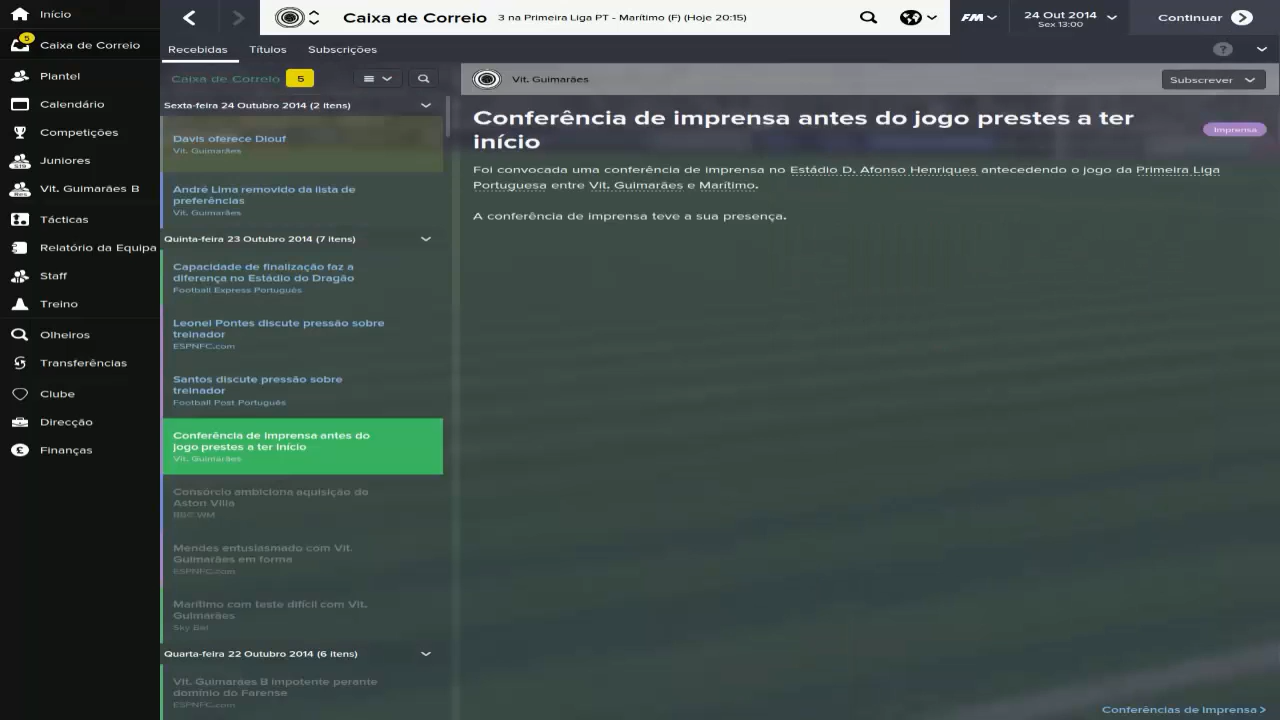 Início
5
Caixa de Correio
Plantel
Calendário
Competições
Juniores
Vit. Guimarães B
Tácticas
Relatório da Equipa
Staff
Treino
Olheiros
Transferências
Clube
Direcção
Finanças
Caixa de Correio
3 na Primeira Liga PT - Marítimo (F) (Hoje 20:15)
FM
24 Out 2014
Sex 13:00
Continuar
Recebidas
Títulos
Subscrições
Caixa de Correio 5
Sexta-feira 24 Outubro 2014 (2 itens)
Davis oferece Diouf
Vit. Guimarães
André Lima removido da lista de
preferências
Vit. Guimarães
Quinta-feira 23 Outubro 2014 (7 itens)
Capacidade de finalização faz a
diferença no Estádio do Dragão
Football Express Português
Leonel Pontes discute pressão sobre
treinador
ESPNFC.com
Santos discute pressão sobre
treinador
Football Post Português
Conferência de imprensa antes do
jogo prestes a ter início
Vit. Guimarães
Consórcio ambiciona aquisição do
Aston Villa
BBC WM
Mendes entusiasmado com Vit.
Guimarães em forma
ESPNFC.com
Marítimo com teste difícil com Vit.
Guimarães
Sky Bet
Quarta-feira 22 Outubro 2014 (6 itens)
Vit. Guimarães B impotente perante
domínio do Farense
ESPNFC.com
Vit. Guimarães
Subscrever
Conferência de imprensa antes do jogo prestes a ter
início
Imprensa
Foi convocada uma conferência de imprensa no Estádio D. Afonso Henriques antecedendo o jogo da Primeira Liga
Portuguesa entre Vit. Guimarães e Marítimo.
A conferência de imprensa teve a sua presença.
Conferências de Imprensa >